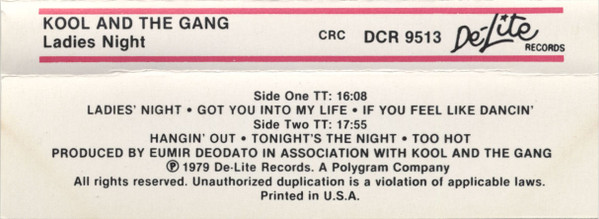 KOOL AND THE GANG
Ladies Night
CRC DCR 9513 De-Lite RECORDS
Side One TT: 16:08
LADIES' NIGHT • GOT YOU INTO MY LIFE • IF YOU FEEL LIKE DANCIN'
Side Two TT: 17:55
HANGIN' OUT • TONIGHT'S THE NIGHT • TOO HOT
PRODUCED BY EUMIR DEODATO IN ASSOCIATION WITH KOOL AND THE GANG
℗ 1979 De-Lite Records. A Polygram Company
All rights reserved. Unauthorized duplication is a violation of applicable laws.
Printed in U.S.A.